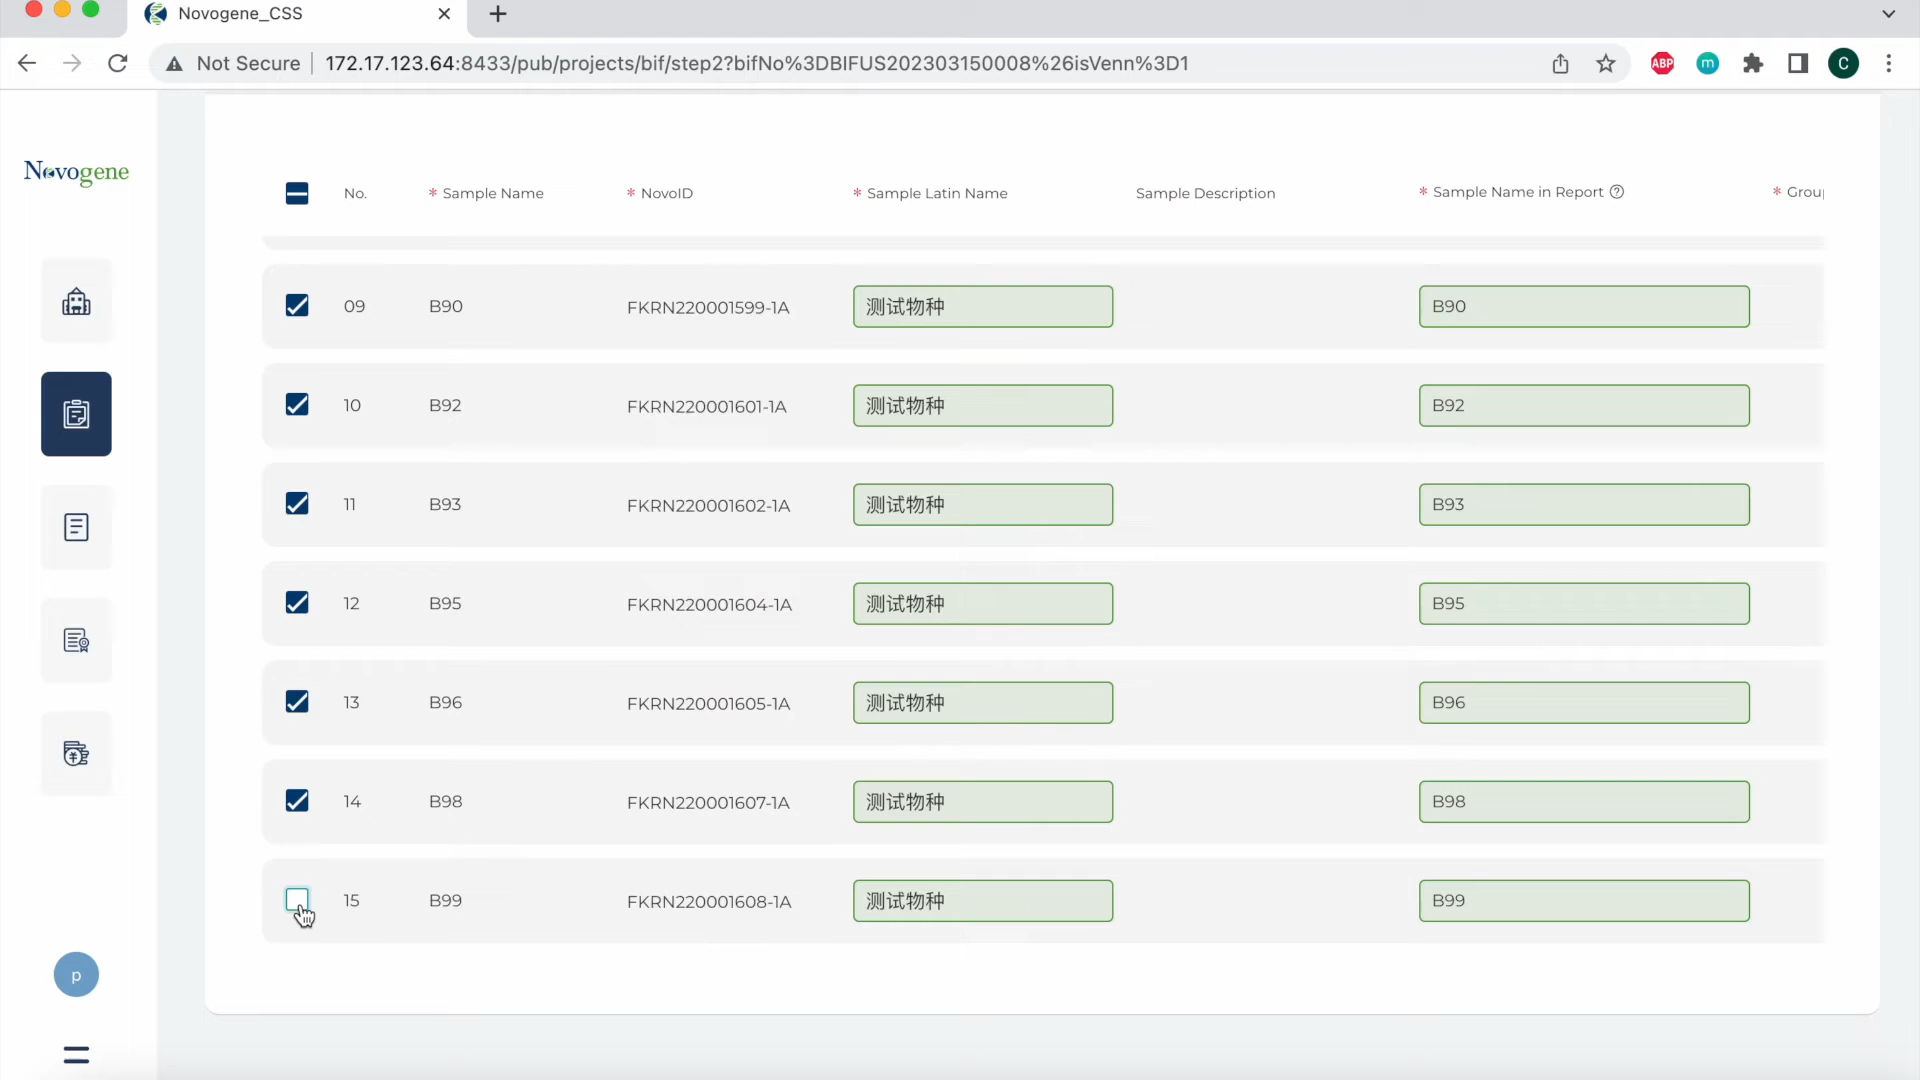 Novogene_CSS
Not Secure 172.17.123.64:8433/pub/projects/bif/step2?bifNo%3DBIFUS202303150008%26isVenn%3D1 ABP m C
Novogene
No. * Sample Name * NovoID * Sample Latin Name Sample Description * Sample Name in Report ? * Grou
09 B90 FKRN220001599-1A 测试物种 B90
10 B92 FKRN220001601-1A 测试物种 B92
11 B93 FKRN220001602-1A 测试物种 B93
12 B95 FKRN220001604-1A 测试物种 B95
13 B96 FKRN220001605-1A 测试物种 B96
14 B98 FKRN220001607-1A 测试物种 B98
15 B99 FKRN220001608-1A 测试物种 B99
p